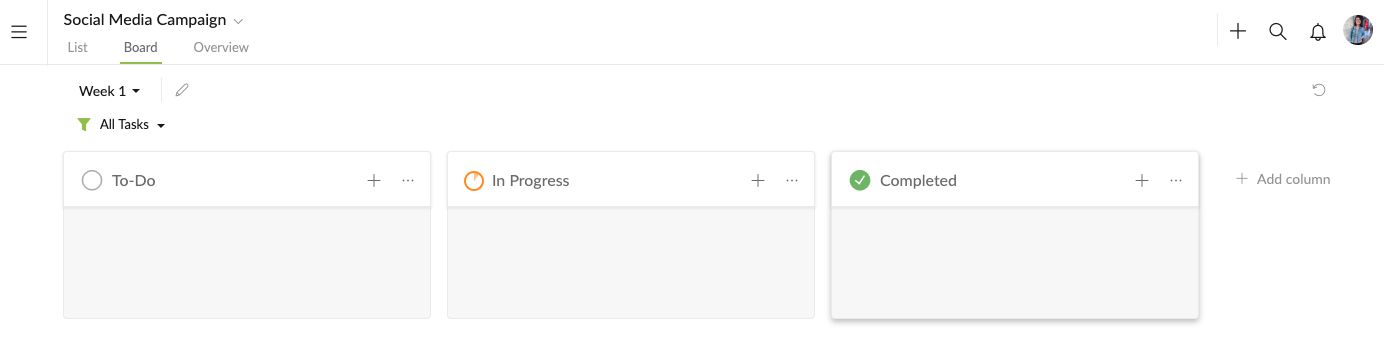 Social Media Campaign
List Board Overview
Week 1
All Tasks
To-Do In Progress Completed Add column